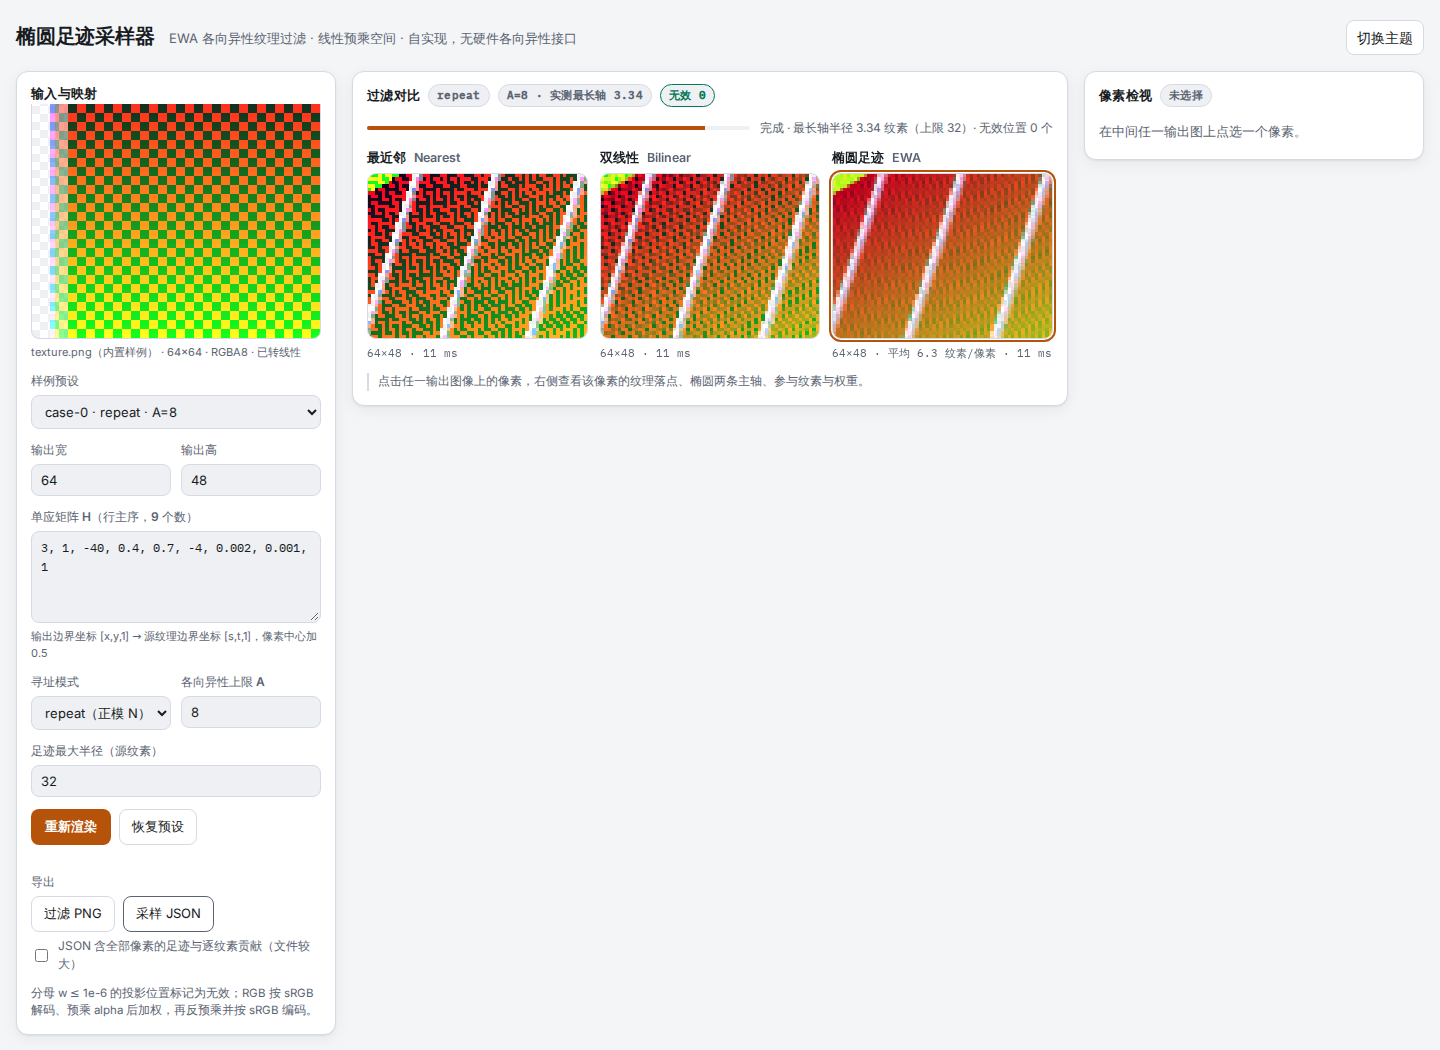 椭圆足迹采样器 EWA 各向异性纹理过滤 · 线性预乘空间 · 自实现，无硬件各向异性接口
切换主题
输入与映射
texture.png（内置样例） · 64×64 · RGBA8 · 已转线性
样例预设
case-0 · repeat · A=8
输出宽 输出高
64 48
单应矩阵 H（行主序，9 个数）
3, 1, -40, 0.4, 0.7, -4, 0.002, 0.001,
1
输出边界坐标 [x,y,1] → 源纹理边界坐标 [s,t,1]，像素中心加
0.5
寻址模式 各向异性上限 A
repeat（正模 N） 8
足迹最大半径（源纹素）
32
重新渲染 恢复预设
导出
过滤 PNG 采样 JSON
JSON 含全部像素的足迹与逐纹素贡献（文件较
大）
分母 w ≤ 1e-6 的投影位置标记为无效；RGB 按 sRGB
解码、预乘 alpha 后加权，再反预乘并按 sRGB 编码。
过滤对比 repeat A=8 · 实测最长轴 3.34 无效 0
完成 · 最长轴半径 3.34 纹素（上限 32）· 无效位置 0 个
最近邻 Nearest
双线性 Bilinear
椭圆足迹 EWA
64×48 · 11 ms
64×48 · 11 ms
64×48 · 平均 6.3 纹素/像素 · 11 ms
点击任一输出图像上的像素，右侧查看该像素的纹理落点、椭圆两条主轴、参与纹素与权重。
像素检视 未选择
在中间任一输出图上点选一个像素。